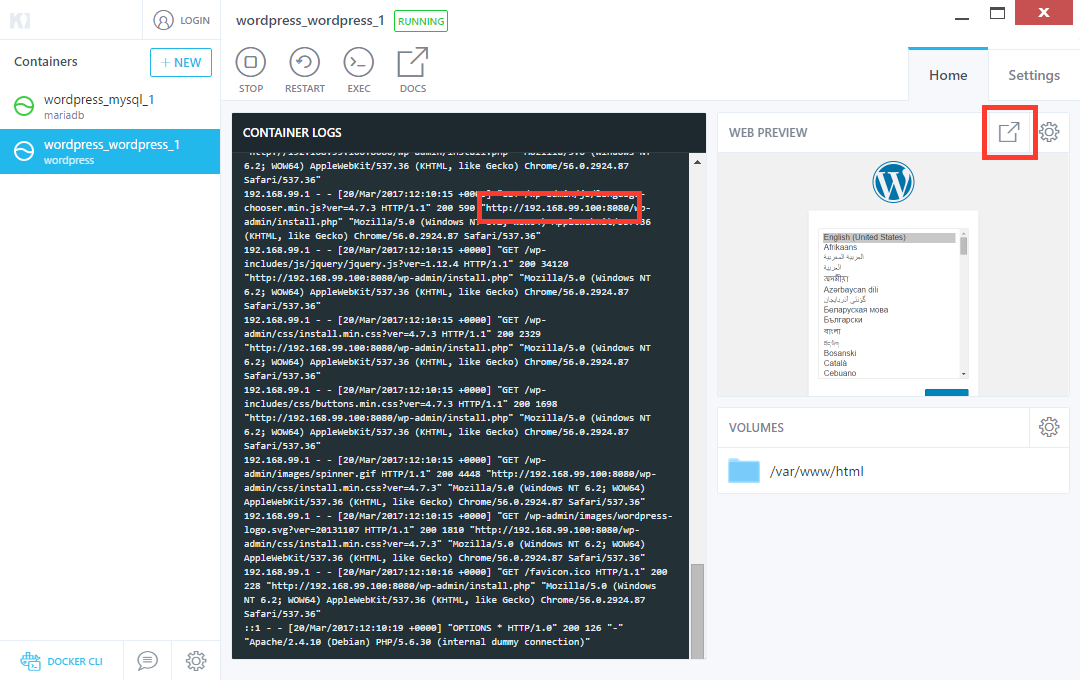 LOGIN
wordpress_wordpress_1
RUNNING
Containers
+ NEW
STOP
RESTART
EXEC
DOCS
Home
Settings
wordpress_mysql_1
mariadb
wordpress_wordpress_1
wordpress
CONTAINER LOGS
6.2; WOW64) AppleWebKit/537.36 (KHTML, like Gecko) Chrome/56.0.2924.87
Safari/537.36"
192.168.99.1 - - [20/Mar/2017:12:10:15 +0000]
chooser.min.js?ver=4.7.3 HTTP/1.1" 200 590 "http://192.168.99.100:8080/wp-
admin/install.php" "Mozilla/5.0 (Windows NT
(KHTML, like Gecko) Chrome/56.0.2924.87 Safari/537.36"
192.168.99.1 - - [20/Mar/2017:12:10:15 +0000] "GET /wp-
includes/js/jquery/jquery.js?ver=1.12.4 HTTP/1.1" 200 34120
"http://192.168.99.100:8080/wp-admin/install.php" "Mozilla/5.0 (Windows NT
6.2; WOW64) AppleWebKit/537.36 (KHTML, like Gecko) Chrome/56.0.2924.87
Safari/537.36"
192.168.99.1 - - [20/Mar/2017:12:10:15 +0000] "GET /wp-
admin/css/install.min.css?ver=4.7.3 HTTP/1.1" 200 2329
"http://192.168.99.100:8080/wp-admin/install.php" "Mozilla/5.0 (Windows NT
6.2; WOW64) AppleWebKit/537.36 (KHTML, like Gecko) Chrome/56.0.2924.87
Safari/537.36"
192.168.99.1 - - [20/Mar/2017:12:10:15 +0000] "GET /wp-
includes/css/buttons.min.css?ver=4.7.3 HTTP/1.1" 200 1698
"http://192.168.99.100:8080/wp-admin/install.php" "Mozilla/5.0 (Windows NT
6.2; WOW64) AppleWebKit/537.36 (KHTML, like Gecko) Chrome/56.0.2924.87
Safari/537.36"
192.168.99.1 - - [20/Mar/2017:12:10:15 +0000] "GET /wp-
admin/images/spinner.gif HTTP/1.1" 200 4448 "http://192.168.99.100:8080/wp-
admin/css/install.min.css?ver=4.7.3" "Mozilla/5.0 (Windows NT 6.2; WOW64)
AppleWebKit/537.36 (KHTML, like Gecko) Chrome/56.0.2924.87 Safari/537.36"
192.168.99.1 - - [20/Mar/2017:12:10:15 +0000] "GET /wp-admin/images/wordpress-
logo.svg?ver=20131107 HTTP/1.1" 200 1810 "http://192.168.99.100:8080/wp-
admin/css/install.min.css?ver=4.7.3" "Mozilla/5.0 (Windows NT 6.2; WOW64)
AppleWebKit/537.36 (KHTML, like Gecko) Chrome/56.0.2924.87 Safari/537.36"
192.168.99.1 - - [20/Mar/2017:12:10:16 +0000] "GET /favicon.ico HTTP/1.1" 200
228 "http://192.168.99.100:8080/wp-admin/install.php" "Mozilla/5.0 (Windows
NT 6.2; WOW64) AppleWebKit/537.36 (KHTML, like Gecko) Chrome/56.0.2924.87
Safari/537.36"
::1 - - [20/Mar/2017:12:10:19 +0000] "OPTIONS * HTTP/1.0" 200 126 "-"
"Apache/2.4.10 (Debian) PHP/5.6.30 (internal dummy connection)"
WEB PREVIEW
English (United States)
Afrikaans
العربية المغربية
العربية
অসমীয়া
Azərbaycan dili
گؤنئی آذربایجان
Беларуская мова
Български
বাংলা
Bosanski
Català
Cebuano
VOLUMES
/var/www/html
DOCKER CLI